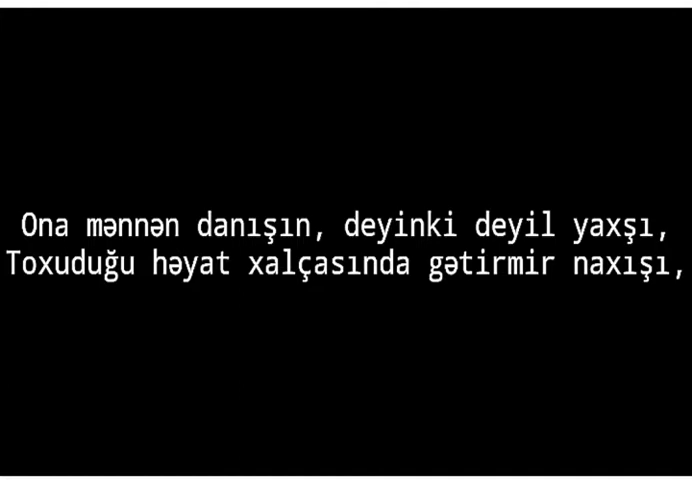 Ona mənnən danışın, deyinki deyil yaxşı,
Toxuduğu həyat xalçasında gətirmir naxışı,